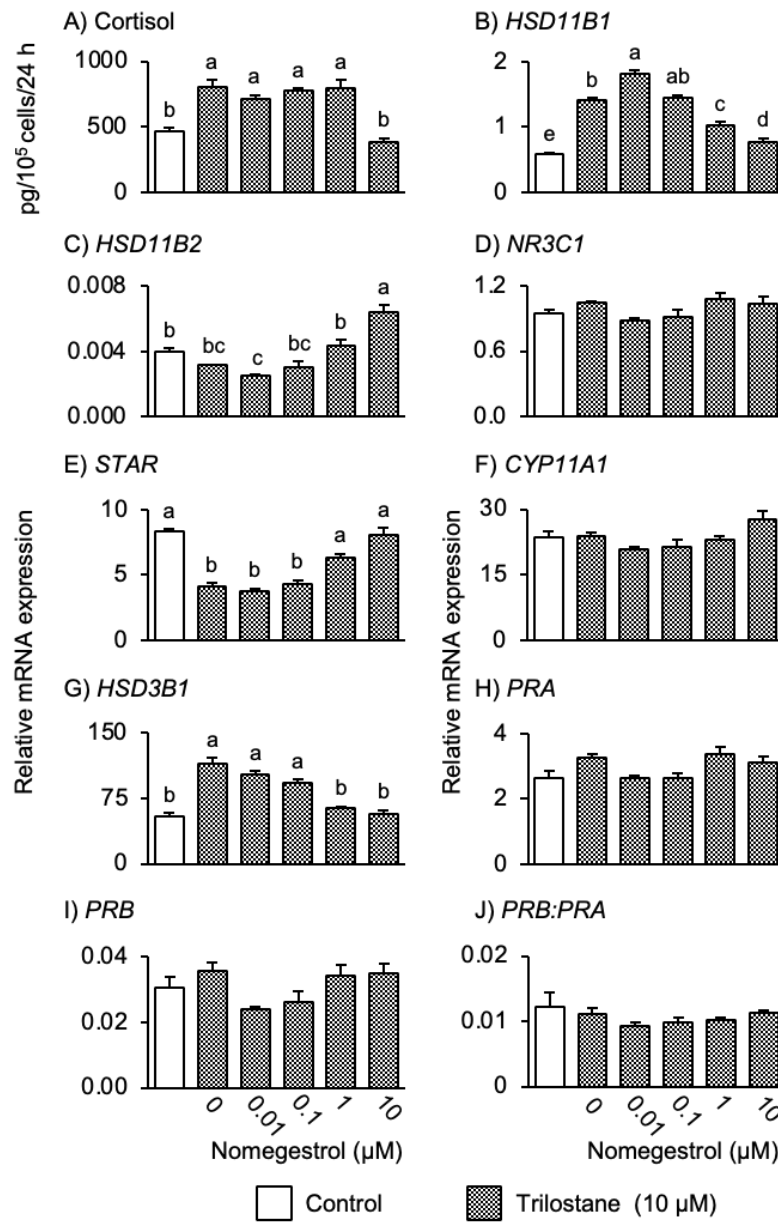 A) Cortisol
B) HSD11B1
pg/10⁵ cells/24 h
1000
500
0
b a a a a b
2
1
0
e b a ab c d
C) HSD11B2
D) NR3C1
0.008
0.004
0.000
b bc c bc b a
1.2
0.6
0.0
E) STAR
F) CYP11A1
Relative mRNA expression
10
5
0
a b b b a a
Relative mRNA expression
30
15
0
G) HSD3B1
H) PRA
150
75
0
b a a a b b
4
2
0
I) PRB
J) PRB:PRA
0.04
0.02
0.00
0.02
0.01
0
0 0.01 0.1 1 10
0 0.01 0.1 1 10
Nomegestrol (µM)
Nomegestrol (µM)
Control
Trilostane (10 µM)